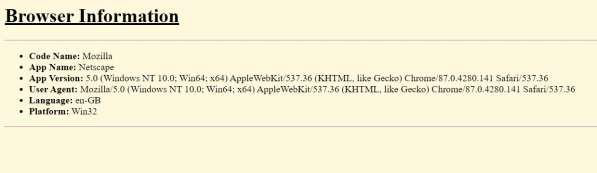 Browser Information
Code Name: Mozilla
App Name: Netscape
App Version: 5.0 (Windows NT 10.0; Win64; x64) AppleWebKit/537.36 (KHTML, like Gecko) Chrome/87.0.4280.141 Safari/537.36
User Agent: Mozilla/5.0 (Windows NT 10.0; Win64; x64) AppleWebKit/537.36 (KHTML, like Gecko) Chrome/87.0.4280.141 Safari/537.36
Language: en-GB
Platform: Win32